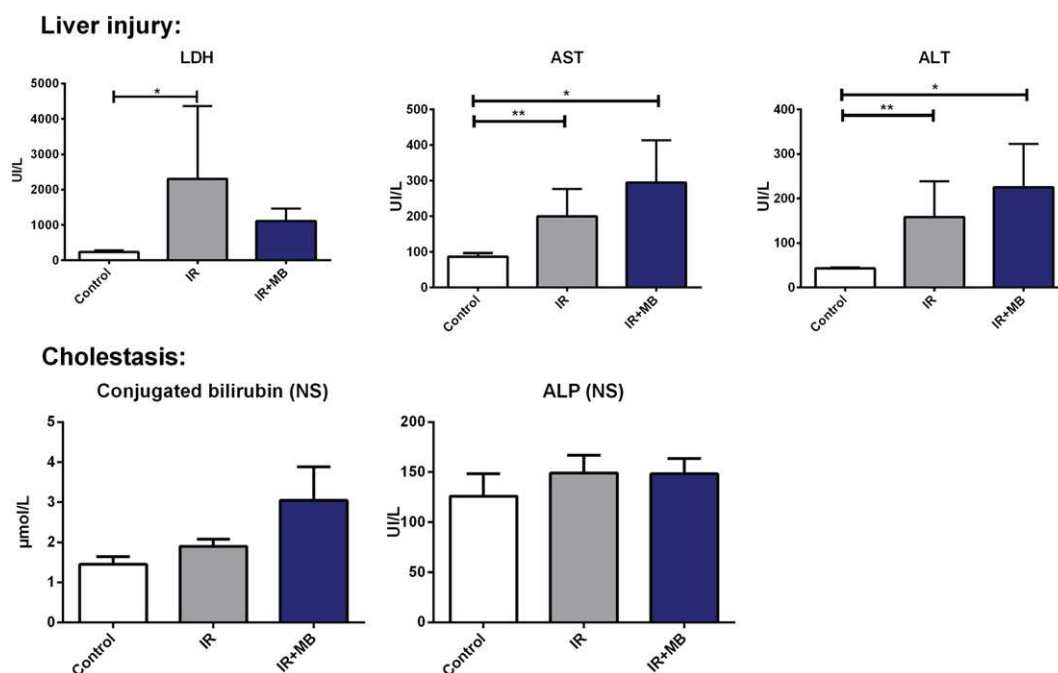 Liver injury:
LDH
5000
4000
3000
2000
1000
0
UI/L
*
Control
IR
IR+MB
AST
500
400
300
200
100
0
UI/L
*
**
Control
IR
IR+MB
ALT
400
300
200
100
0
UI/L
*
**
Control
IR
IR+MB
Cholestasis:
Conjugated bilirubin (NS)
5
4
3
2
1
0
µmol/L
Control
IR
IR+MB
ALP (NS)
200
150
100
50
0
UI/L
Control
IR
IR+MB